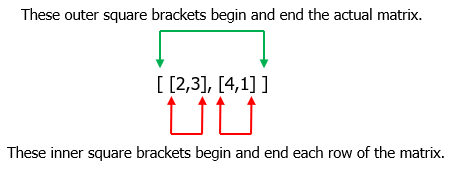 These outer square brackets begin and end the actual matrix.
[ [2,3], [4,1] ]
These inner square brackets begin and end each row of the matrix.